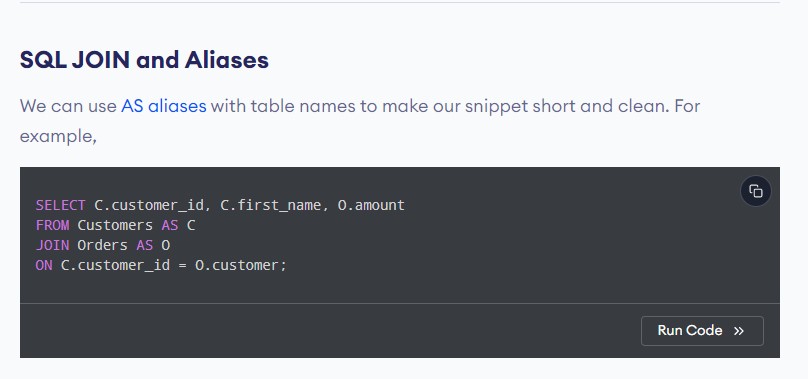 SQL JOIN and Aliases
We can use AS aliases with table names to make our snippet short and clean. For
example,
SELECT C.customer_id, C.first_name, O.amount
FROM Customers AS C
JOIN Orders AS O
ON C.customer_id = O.customer;
Run Code